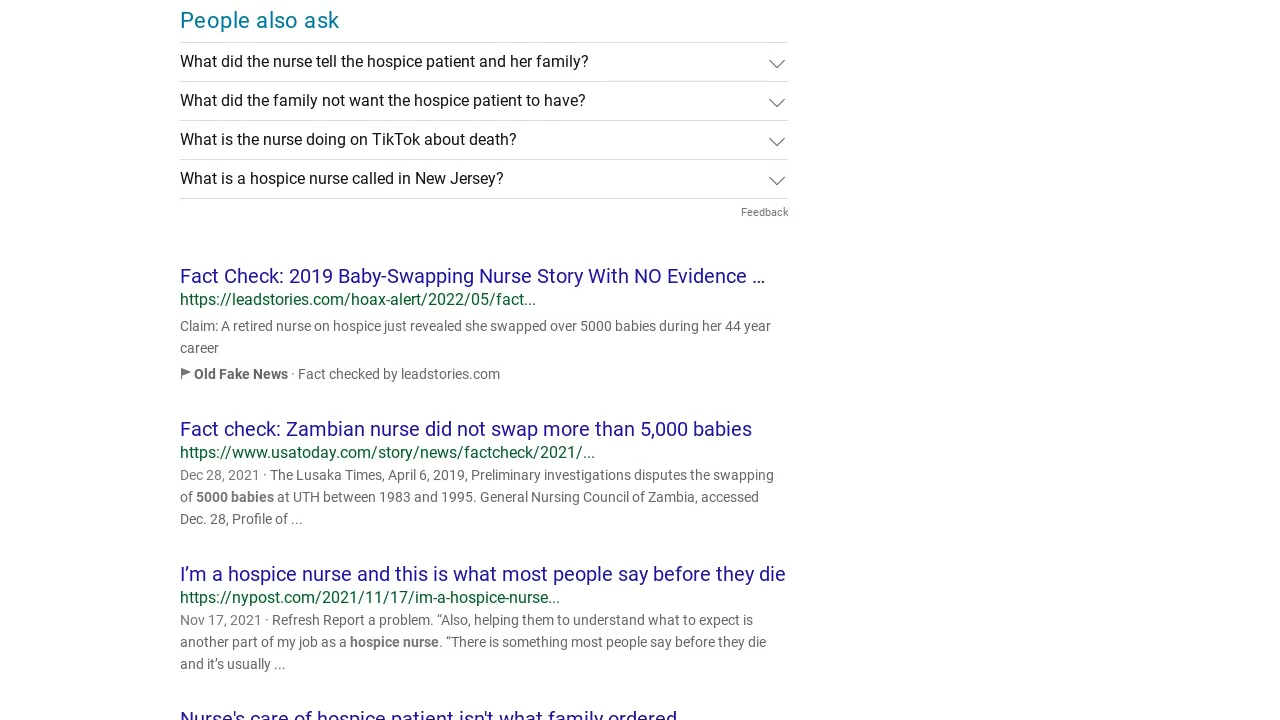 People also ask
What did the nurse tell the hospice patient and her family?
What did the family not want the hospice patient to have?
What is the nurse doing on TikTok about death?
What is a hospice nurse called in New Jersey?
Feedback
Fact Check: 2019 Baby-Swapping Nurse Story With NO Evidence ...
https://leadstories.com/hoax-alert/2022/05/fact...
Claim: A retired nurse on hospice just revealed she swapped over 5000 babies during her 44 year
career
Old Fake News · Fact checked by leadstories.com
Fact check: Zambian nurse did not swap more than 5,000 babies
https://www.usatoday.com/story/news/factcheck/2021/...
Dec 28, 2021 · The Lusaka Times, April 6, 2019, Preliminary investigations disputes the swapping
of 5000 babies at UTH between 1983 and 1995. General Nursing Council of Zambia, accessed
Dec. 28, Profile of ...
I’m a hospice nurse and this is what most people say before they die
https://nypost.com/2021/11/17/im-a-hospice-nurse...
Nov 17, 2021 · Refresh Report a problem. “Also, helping them to understand what to expect is
another part of my job as a hospice nurse. “There is something most people say before they die
and it’s usually ...
Nurse's care of hospice patient isn't what family ordered